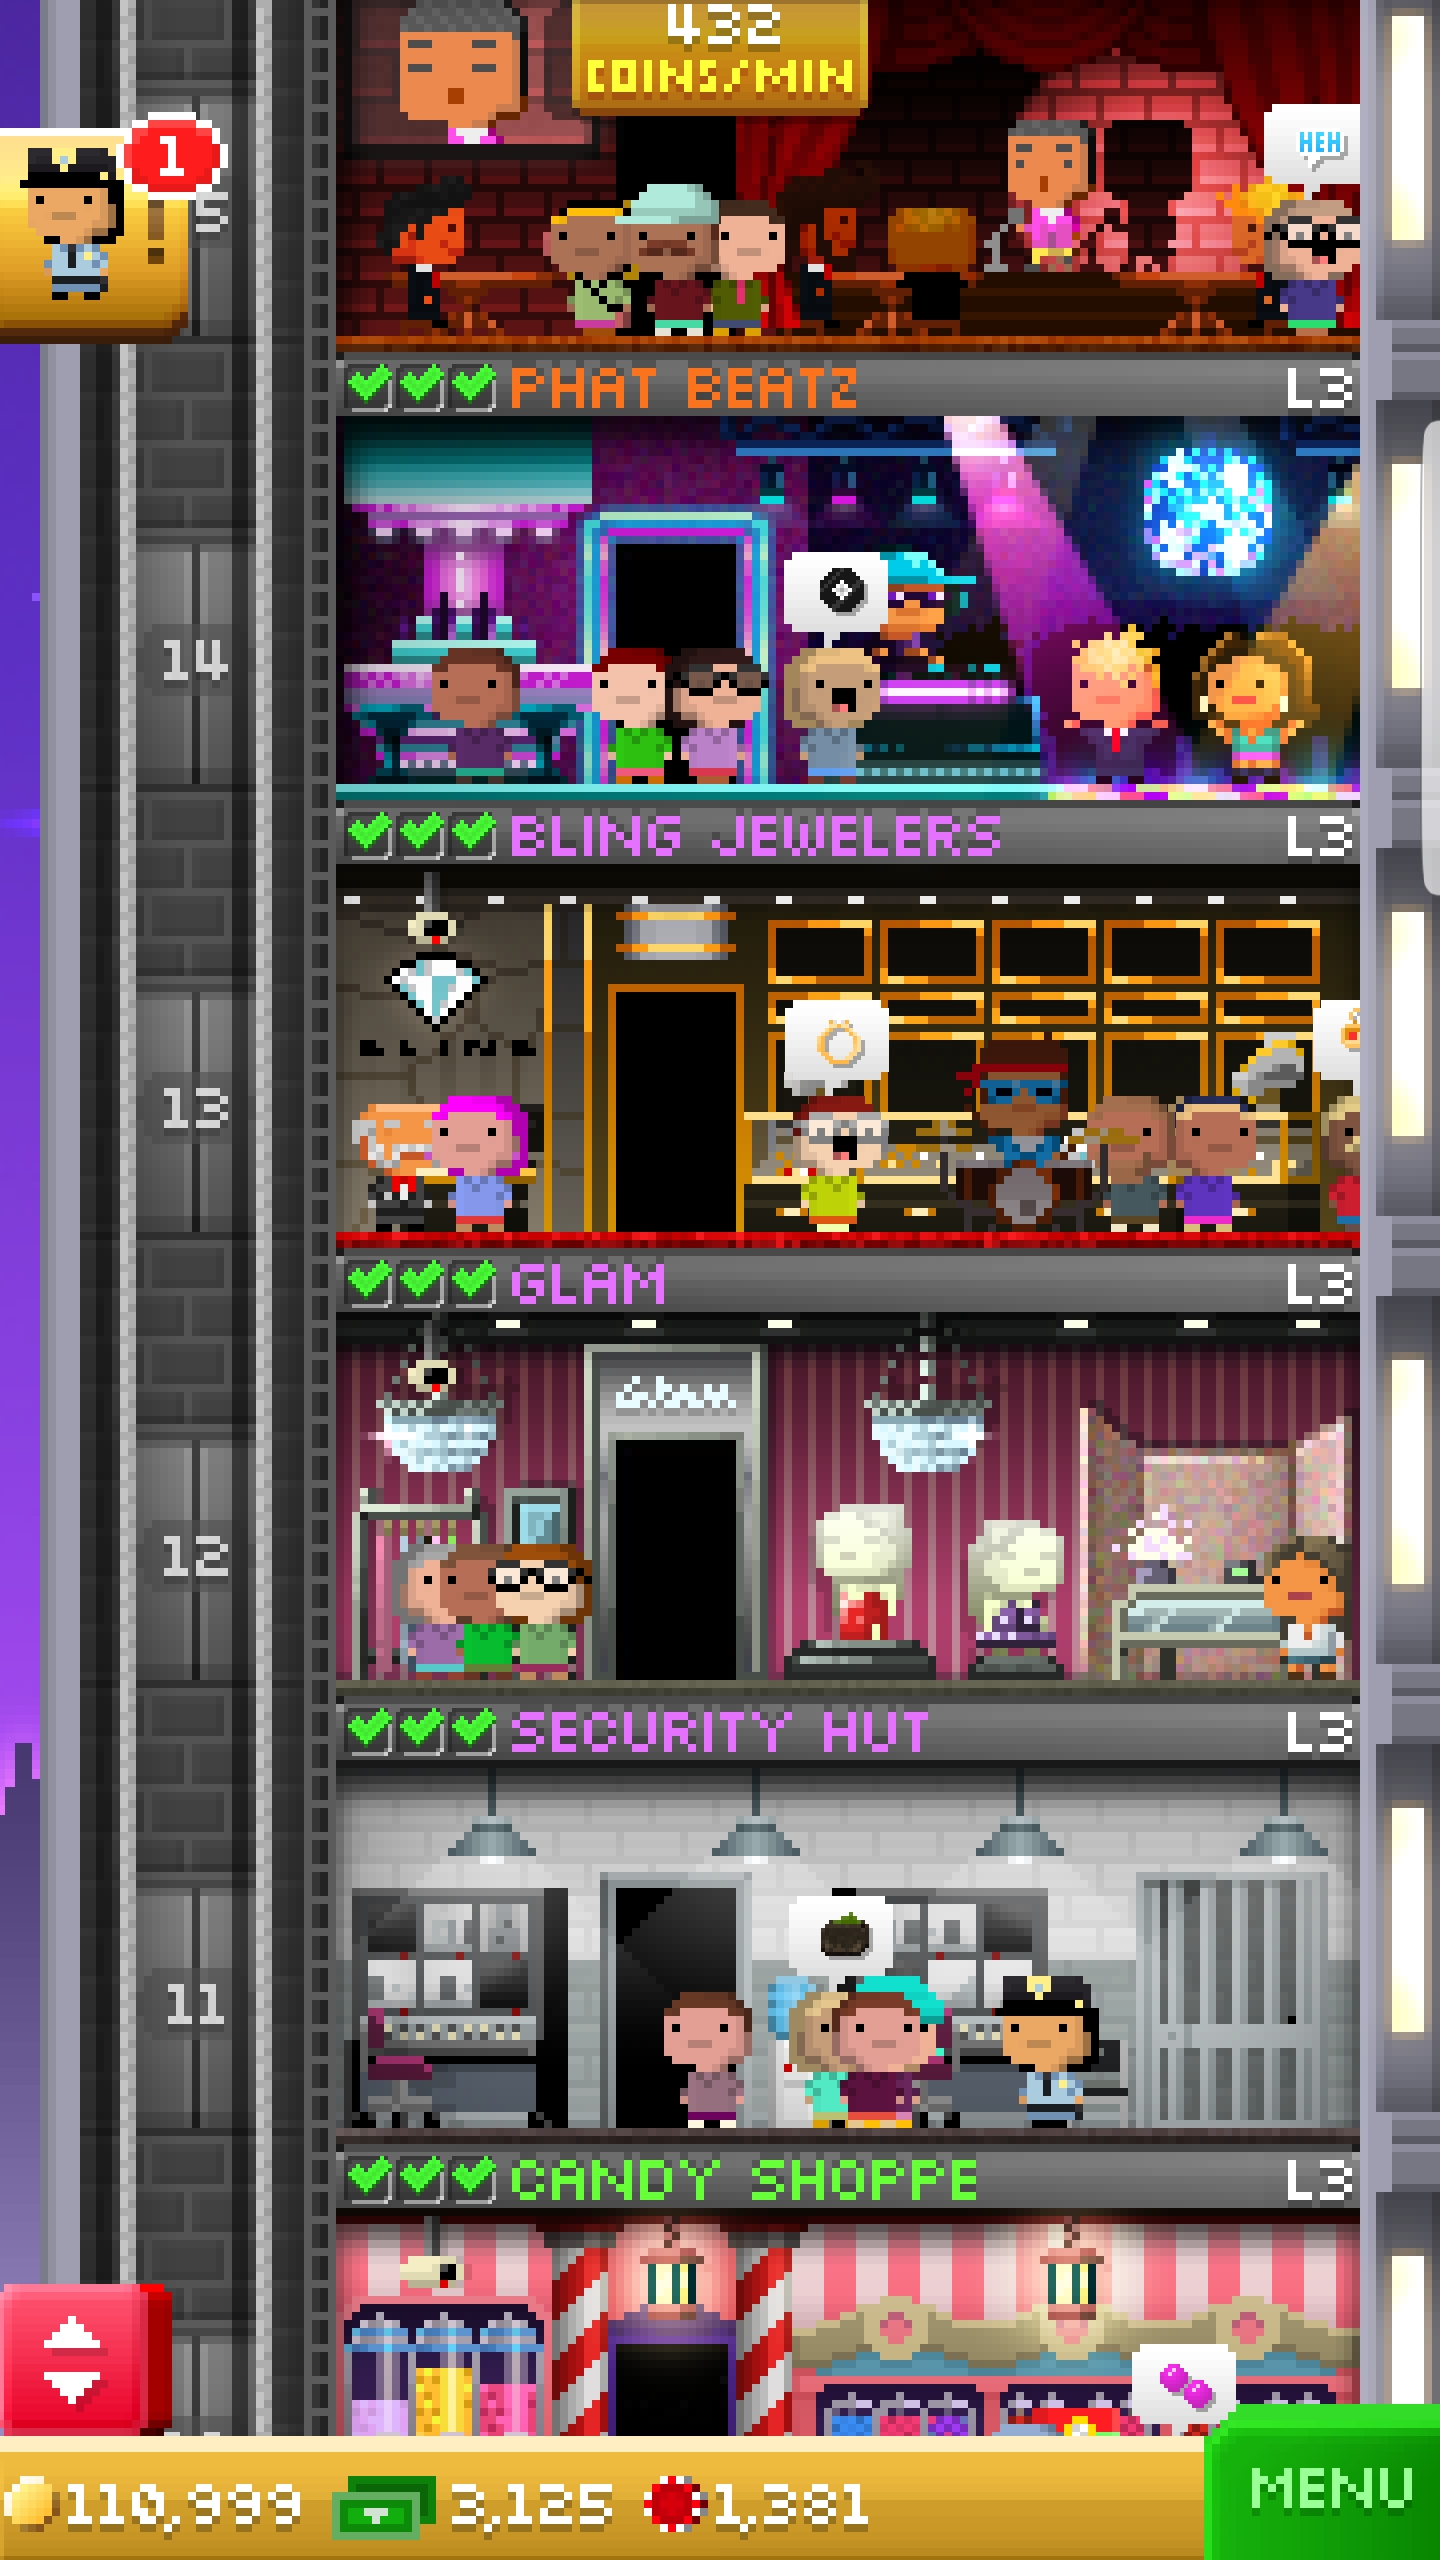 432
COINS/MIN
1
HEH
PHAT BEATZ L3
14
BLING JEWELERS L3
BLING
13
GLAM L3
Glam
12
SECURITY HUT L3
11
CANDY SHOPPE L3
110,999 3,125 1,381
MENU